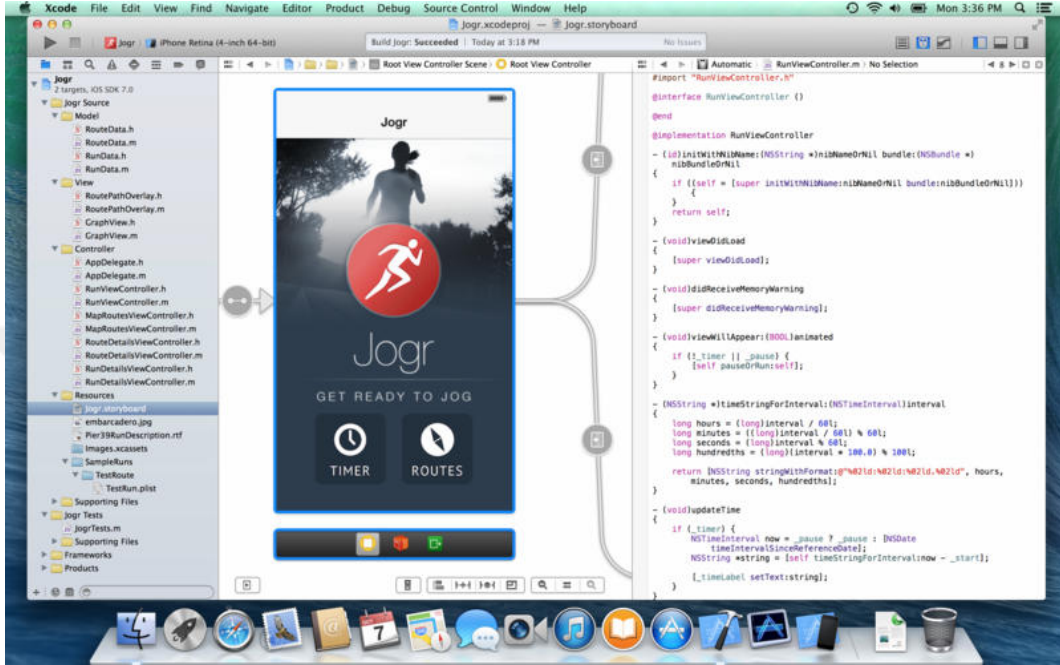 Xcode File Edit View Find Navigate Editor Product Debug Source Control Window Help Mon 3:36 PM
Jogr.xcodeproj — Jogr.storyboard
Jogr iPhone Retina (4-inch 64-bit) Build Jogr: Succeeded | Today at 3:18 PM No Issues
Root View Controller Scene Root View Controller
Automatic RunViewController.m No Selection 8
Jogr
2 targets, iOS SDK 7.0
Jogr Source
Model
RouteData.h
RouteData.m
RunData.h
RunData.m
View
RoutePathOverlay.h
RoutePathOverlay.m
GraphView.h
GraphView.m
Controller
AppDelegate.h
AppDelegate.m
RunViewController.h
RunViewController.m
MapRoutesViewController.h
MapRoutesViewController.m
RouteDetailsViewController.h
RouteDetailsViewController.m
RunDetailsViewController.h
RunDetailsViewController.m
Resources
Jogr.storyboard
embarcadero.jpg
Pier39RunDescription.rtf
Images.xcassets
SampleRuns
TestRoute
TestRun.plist
Supporting Files
Jogr Tests
JogrTests.m
Supporting Files
Frameworks
Products
Jogr
Jogr
GET READY TO JOG
TIMER ROUTES
#import "RunViewController.h"
@interface RunViewController ()
@end
@implementation RunViewController
- (id)initWithNibName:(NSString *)nibNameOrNil bundle:(NSBundle *)
nibBundleOrNil
{
if ((self = [super initWithNibName:nibNameOrNil bundle:nibBundleOrNil]))
{
}
return self;
}
- (void)viewDidLoad
{
[super viewDidLoad];
}
- (void)didReceiveMemoryWarning
{
[super didReceiveMemoryWarning];
}
- (void)viewWillAppear:(BOOL)animated
{
if (!_timer || _pause) {
[self pauseOrRun:self];
}
}
- (NSString *)timeStringForInterval:(NSTimeInterval)interval
{
long hours = (long)interval / 60l;
long minutes = ((long)interval / 60l) % 60l;
long seconds = (long)interval % 60l;
long hundredths = (long)(interval * 100.0) % 100l;
return [NSString stringWithFormat:@"%02ld:%02ld:%02ld.%02ld", hours,
minutes, seconds, hundredths];
}
- (void)updateTime
{
if (_timer) {
NSTimeInterval now = _pause ? _pause : [NSDate
timeIntervalSinceReferenceDate];
NSString *string = [self timeStringForInterval:now - _start];
[_timeLabel setText:string];
}
}
7